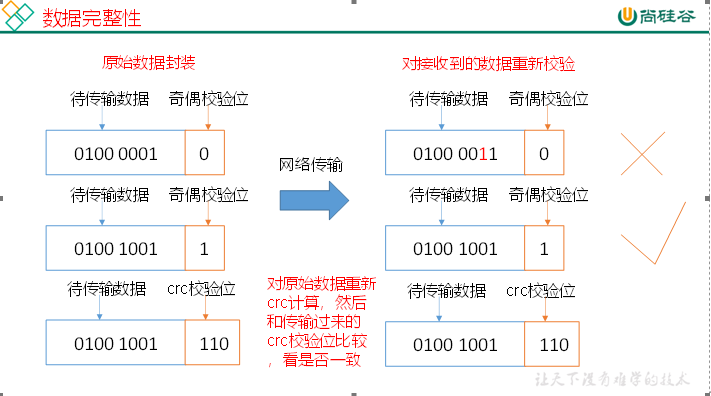 数据完整性
尚硅谷
原始数据封装
对接收到的数据重新校验
待传输数据 奇偶校验位
待传输数据 奇偶校验位
0100 0001 0
0100 0011 0
网络传输
待传输数据 奇偶校验位
待传输数据 奇偶校验位
0100 1001 1
0100 1001 1
对原始数据重新
crc计算，然后
和传输过来的
crc校验位比较
，看是否一致
待传输数据 crc校验位
待传输数据 crc校验位
0100 1001 110
0100 1001 110
让天下没有难学的技术